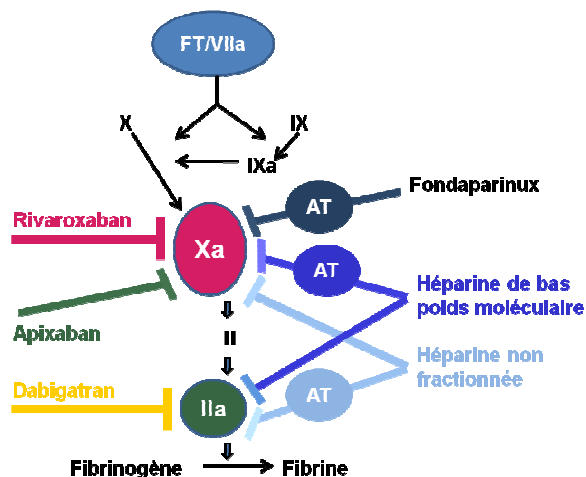 FT/VIIa
X
IX
IXa
Fondaparinux
AT
Rivaroxaban
Xa
AT
Héparine de bas
poids moléculaire
Apixaban
II
Héparine non
fractionnée
Dabigatran
IIa
AT
Fibrinogène
Fibrine